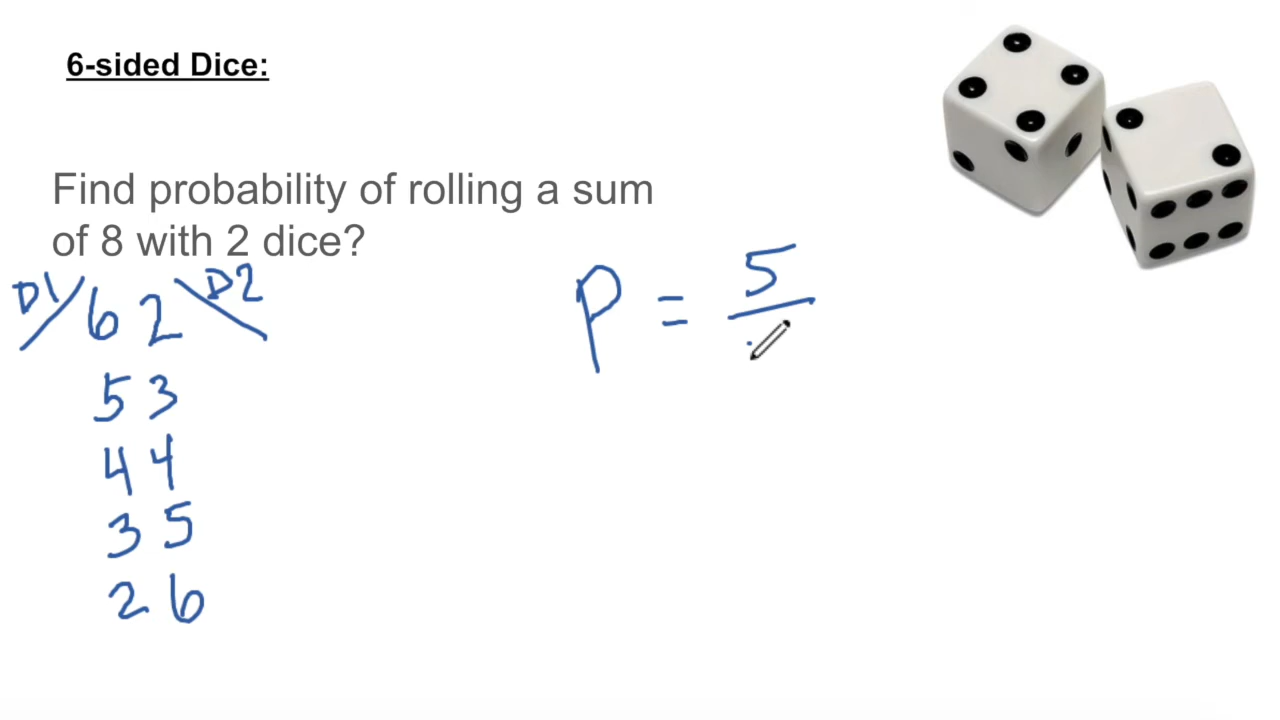 6-sided Dice:
Find probability of rolling a sum
of 8 with 2 dice?
D1 6 2 D2
5 3
4 4
3 5
2 6
P = 5